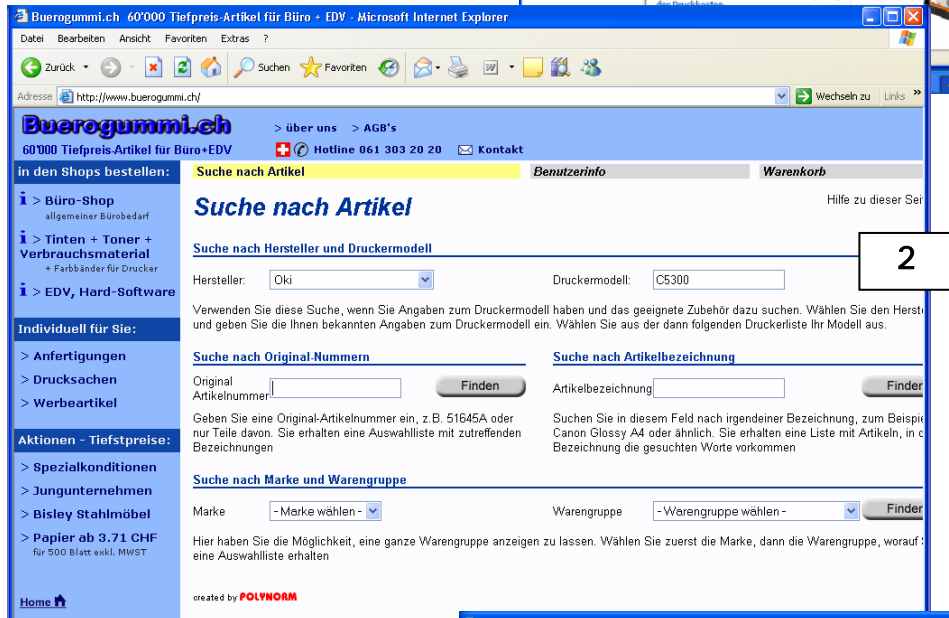 der Druckkosten
Buerogummi.ch 60'000 Tiefpreis-Artikel für Büro + EDV - Microsoft Internet Explorer
Datei Bearbeiten Ansicht Favoriten Extras ?
Zurück Suchen Favoriten
Adresse http://www.buerogummi.ch/ Wechseln zu Links »
Buerogummi.ch > über uns > AGB's
60'000 Tiefpreis-Artikel für Büro+EDV Hotline 061 303 20 20 Kontakt
in den Shops bestellen: Suche nach Artikel Benutzerinfo Warenkorb
i > Büro-Shop
allgemeiner Bürobedarf
i > Tinten + Toner +
Verbrauchsmaterial
+ Farbbänder für Drucker
i > EDV, Hard-Software
Individuell für Sie:
> Anfertigungen
> Drucksachen
> Werbeartikel
Aktionen - Tiefstpreise:
> Spezialkonditionen
> Jungunternehmen
> Bisley Stahlmöbel
> Papier ab 3.71 CHF
für 500 Blatt exkl. MWST
Home
Suche nach Artikel Hilfe zu dieser Sei
Suche nach Hersteller und Druckermodell
2
Hersteller: Oki Druckermodell: C5300
Verwenden Sie diese Suche, wenn Sie Angaben zum Druckermodell haben und das geeignete Zubehör dazu suchen. Wählen Sie den Herste
und geben Sie die Ihnen bekannten Angaben zum Druckermodell ein. Wählen Sie aus der dann folgenden Druckerliste Ihr Modell aus.
Suche nach Original-Nummern
Original
Artikelnummer Finden
Geben Sie eine Original-Artikelnummer ein, z.B. 51645A oder
nur Teile davon. Sie erhalten eine Auswahlliste mit zutreffenden
Bezeichnungen
Suche nach Artikelbezeichnung
Artikelbezeichnung Finden
Suchen Sie in diesem Feld nach irgendeiner Bezeichnung, zum Beispie
Canon Glossy A4 oder ähnlich. Sie erhalten eine Liste mit Artikeln, in d
Bezeichnung die gesuchten Worte vorkommen
Suche nach Marke und Warengruppe
Marke - Marke wählen - Warengruppe - Warengruppe wählen - Finden
Hier haben Sie die Möglichkeit, eine ganze Warengruppe anzeigen zu lassen. Wählen Sie zuerst die Marke, dann die Warengruppe, worauf S
eine Auswahlliste erhalten
created by POLYNORM